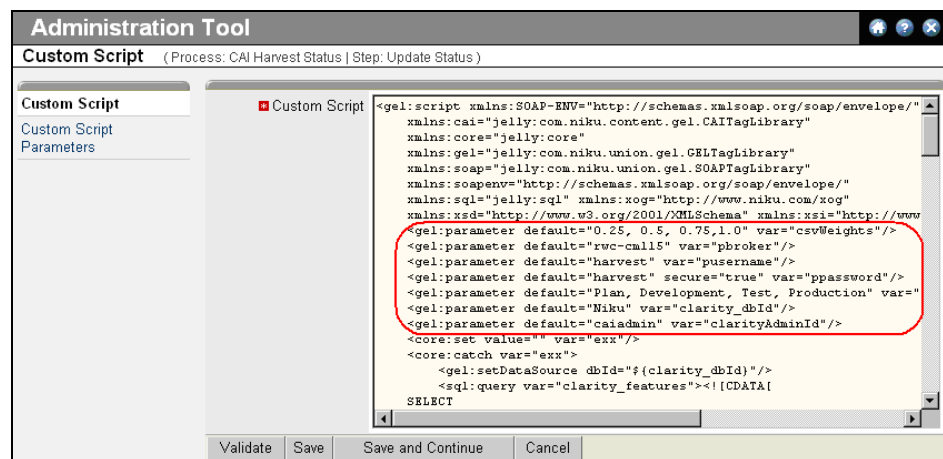 Administration Tool
Custom Script ( Process: CAI Harvest Status | Step: Update Status )
Custom Script
Custom Script
Parameters
Custom Script
<gel:script xmlns:SOAP-ENV="http://schemas.xmlsoap.org/soap/envelope/"
xmlns:cai="jelly:com.niku.content.gel.CAITagLibrary"
xmlns:core="jelly:core"
xmlns:gel="jelly:com.niku.union.gel.GELTagLibrary"
xmlns:soap="jelly:com.niku.union.gel.SOAPTagLibrary"
xmlns:soapenv="http://schemas.xmlsoap.org/soap/envelope/"
xmlns:sql="jelly:sql" xmlns:xog="http://www.niku.com/xog"
xmlns:xsd="http://www.w3.org/2001/XMLSchema" xmlns:xsi="http://www
<gel:parameter default="0.25, 0.5, 0.75,1.0" var="csvWeights"/>
<gel:parameter default="rwc-cm115" var="pbroker"/>
<gel:parameter default="harvest" var="pusername"/>
<gel:parameter default="harvest" secure="true" var="ppassword"/>
<gel:parameter default="Plan, Development, Test, Production" var="
<gel:parameter default="Niku" var="clarity_dbId"/>
<gel:parameter default="caiadmin" var="clarityAdminId"/>
<core:set value="" var="exx"/>
<core:catch var="exx">
<gel:setDataSource dbId="${clarity_dbId}"/>
<sql:query var="clarity_features"><![CDATA[
SELECT
Validate Save Save and Continue Cancel